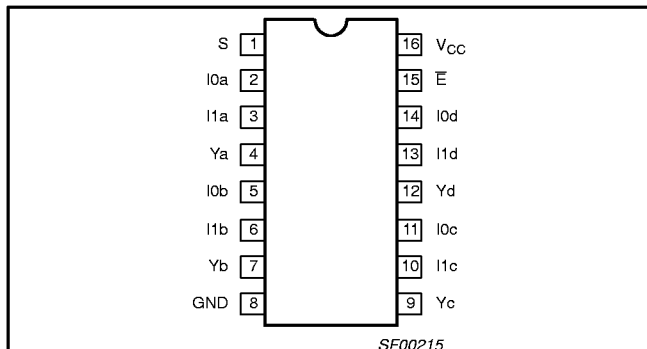 S 1 16 VCC
I0a 2 15 E̅
I1a 3 14 I0d
Ya 4 13 I1d
I0b 5 12 Yd
I1b 6 11 I0c
Yb 7 10 I1c
GND 8 9 Yc
SF00215